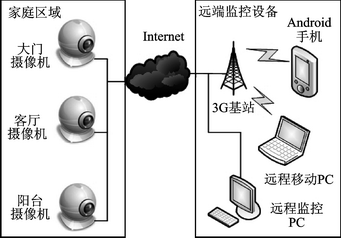 家庭区域
大门
摄像机
客厅
摄像机
阳台
摄像机
Internet
远端监控设备
Android
手机
3G基站
远程移动PC
远程监控
PC